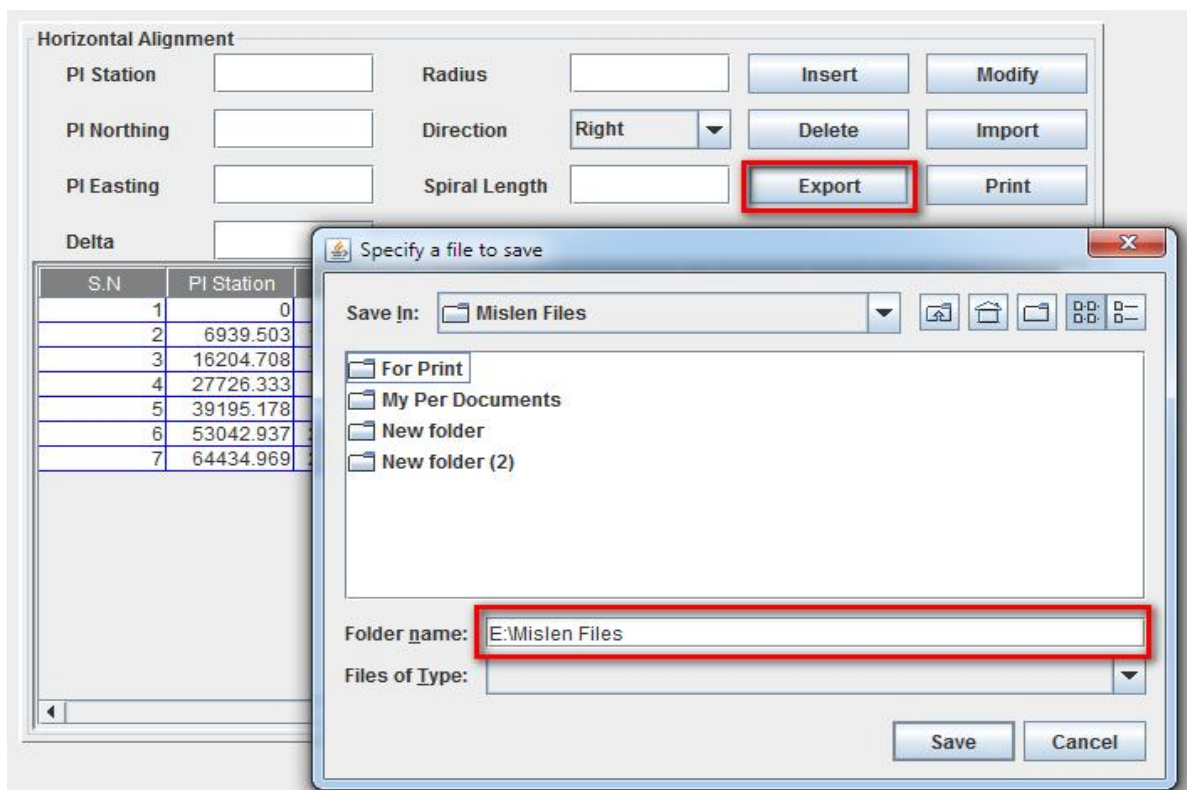 Horizontal Alignment
PI Station Radius Insert Modify
PI Northing Direction Right Delete Import
PI Easting Spiral Length Export Print
Delta
Specify a file to save
S.N PI Station
1 0
2 6939.503
3 16204.708
4 27726.333
5 39195.178
6 53042.937
7 64434.969
Save In: Mislen Files
For Print
My Per Documents
New folder
New folder (2)
Folder name: E:\Mislen Files
Files of Type:
Save Cancel